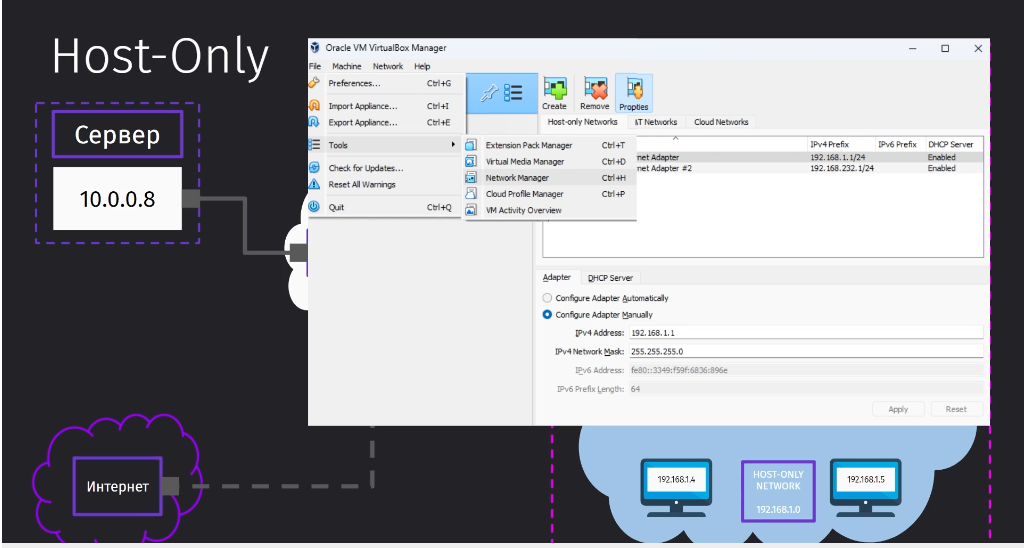 Host-Only
Сервер
10.0.0.8
Интернет
Oracle VM VirtualBox Manager
File Machine Network Help
Preferences... Ctrl+G
Import Appliance... Ctrl+I
Export Appliance... Ctrl+E
Tools
Check for Updates...
Reset All Warnings
Quit Ctrl+Q
Extension Pack Manager Ctrl+T
Virtual Media Manager Ctrl+D
Network Manager Ctrl+H
Cloud Profile Manager Ctrl+P
VM Activity Overview
Create Remove Propties
Host-only Networks Networks Cloud Networks
IPv4 Prefix IPv6 Prefix DHCP Server
Adapter 192.168.1.1/24 Enabled
Adapter #2 192.168.232.1/24 Enabled
Adapter DHCP Server
Configure Adapter Automatically
Configure Adapter Manually
IPv4 Address: 192.168.1.1
IPv4 Network Mask: 255.255.255.0
IPv6 Address: fe80::3349:f59f:6836:896e
IPv6 Prefix Length: 64
Apply Reset
192.168.1.4
HOST-ONLY
NETWORK
192.168.1.0
192.168.1.5